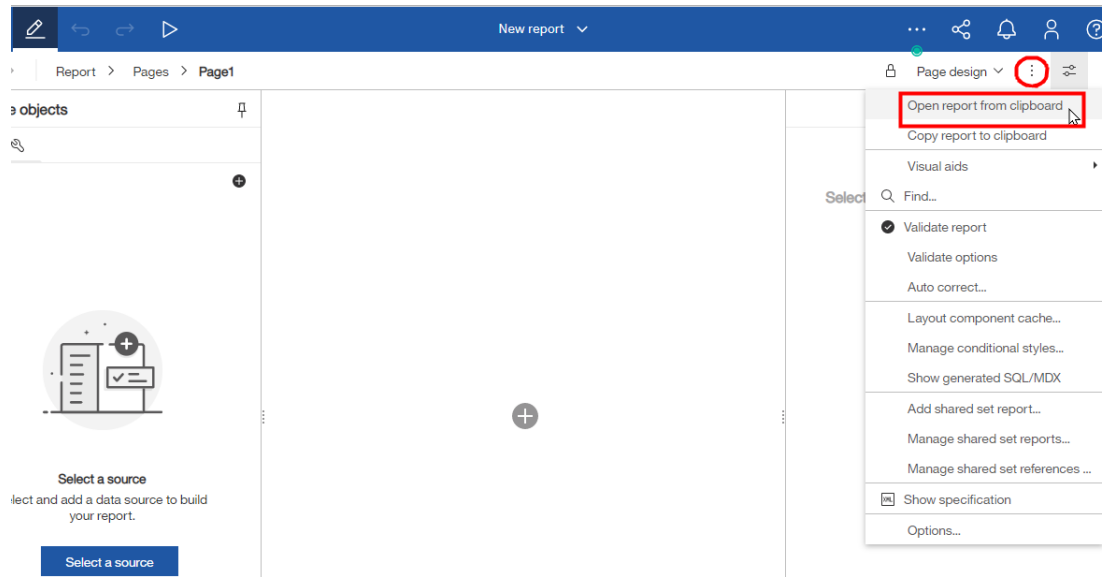 New report
Report > Pages > Page1
Page design
e objects
Select
Select a source
lect and add a data source to build
your report.
Select a source
Open report from clipboard
Copy report to clipboard
Visual aids
Find...
Validate report
Validate options
Auto correct...
Layout component cache...
Manage conditional styles...
Show generated SQL/MDX
Add shared set report...
Manage shared set reports...
Manage shared set references ...
Show specification
Options...